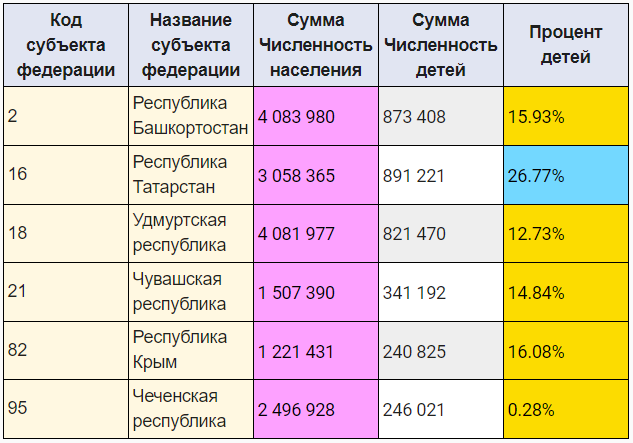 Код субъекта федерации
Название субъекта федерации
Сумма Численность населения
Сумма Численность детей
Процент детей
2
Республика Башкортостан
4 083 980
873 408
15.93%
16
Республика Татарстан
3 058 365
891 221
26.77%
18
Удмуртская республика
4 081 977
821 470
12.73%
21
Чувашская республика
1 507 390
341 192
14.84%
82
Республика Крым
1 221 431
240 825
16.08%
95
Чеченская республика
2 496 928
246 021
0.28%